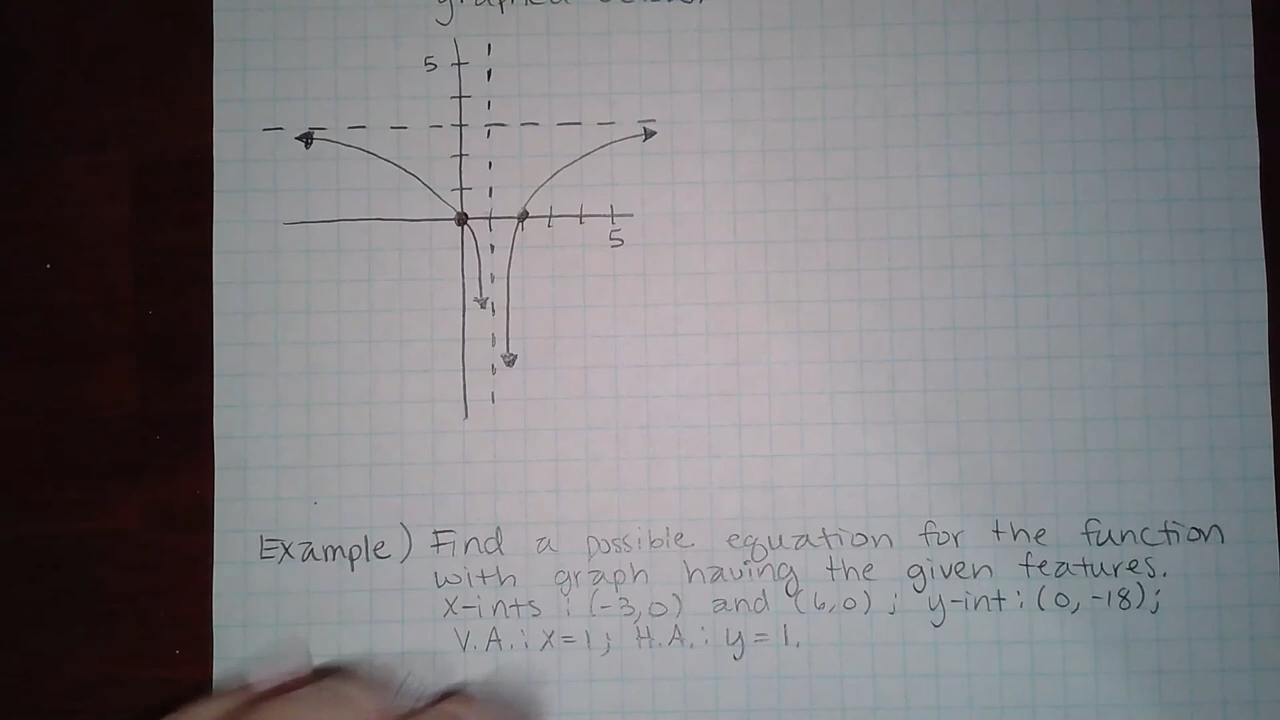 5
5
Example) Find a possible equation for the function
with graph having the given features.
x-ints : (-3,0) and (6,0) ; y-int : (0, -18);
V.A. : x=1 ; H.A. : y = 1.